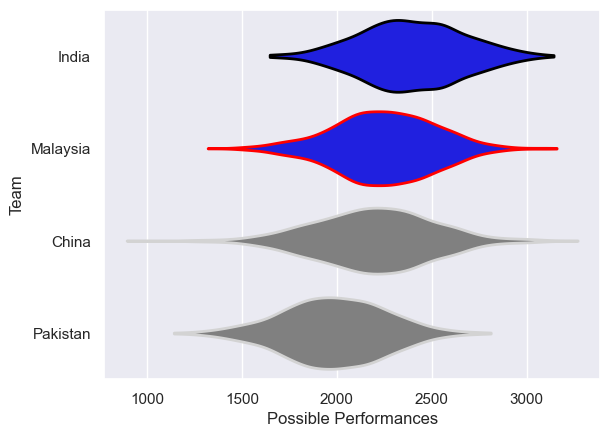 India
Malaysia
China
Pakistan
Team
1000 1500 2000 2500 3000
Possible Performances